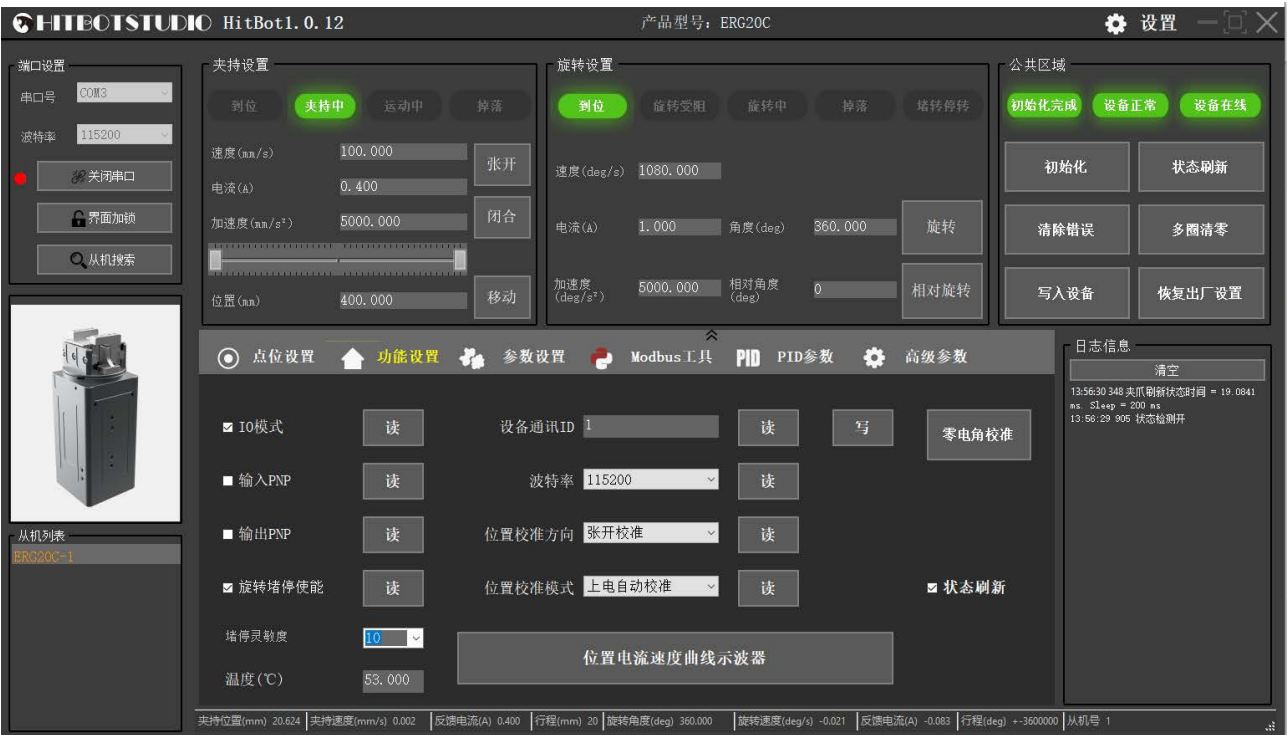 HITBOTSTUDIO HitBot1.0.12
产品型号：ERG20C
设置
端口设置
串口号 COM3
波特率 115200
关闭串口
界面加锁
从机搜索
夹持设置
到位 夹持中 运动中 掉落
速度(mm/s) 100.000 张开
电流(A) 0.400
加速度(mm/s²) 5000.000 闭合
位置(mm) 400.000 移动
旋转设置
到位 旋转受阻 旋转中 掉落 堵转停转
速度(deg/s) 1080.000
电流(A) 1.000 角度(deg) 360.000 旋转
加速度(deg/s²) 5000.000 相对角度(deg) 0 相对旋转
公共区域
初始化完成 设备正常 设备在线
初始化 状态刷新
清除错误 多圈清零
写入设备 恢复出厂设置
点位设置 功能设置 参数设置 Modbus工具 PID PID参数 高级参数
IO模式 读 设备通讯ID 1 读 写 零电角校准
输入PNP 读 波特率 115200 读
输出PNP 读 位置校准方向 张开校准 读
旋转堵停使能 读 位置校准模式 上电自动校准 读 状态刷新
堵停灵敏度 10
位置电流速度曲线示波器
温度(℃) 53.000
日志信息
清空
13:56:30 348 夹爪刷新状态时间 = 19.0841
ms. Sleep = 200 ms
13:56:29 905 状态检测开
从机列表
ERG20C-1
夹持位置(mm) 20.624 夹持速度(mm/s) 0.002 反馈电流(A) 0.400 行程(mm) 20 旋转角度(deg) 360.000 旋转速度(deg/s) -0.021 反馈电流(A) -0.083 行程(deg) +-3600000 从机号 1